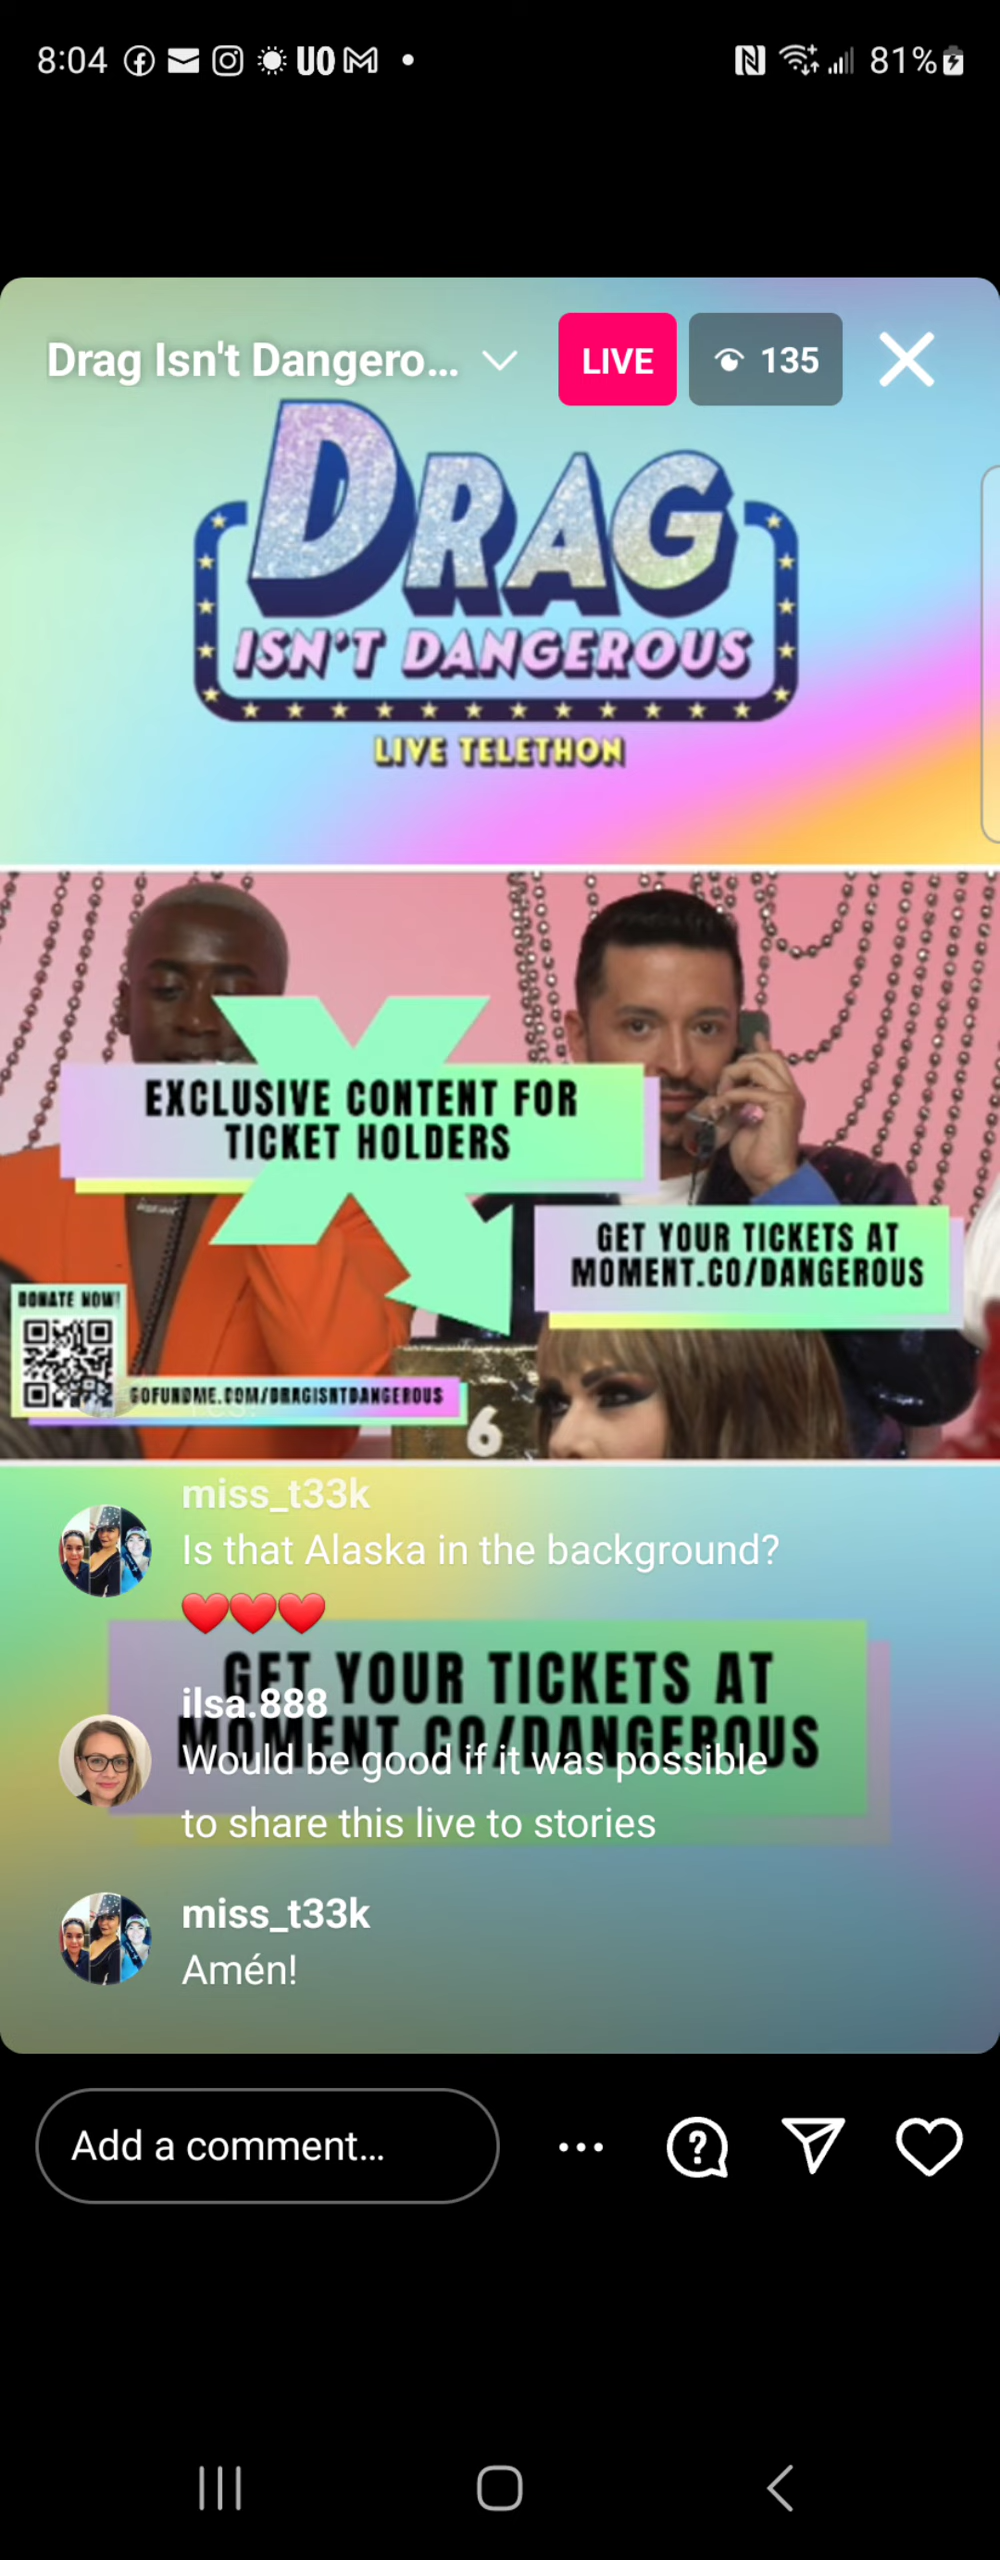 8:04
UO
81%
Drag Isn't Dangero...
LIVE
135
DRAG
ISN'T DANGEROUS
LIVE TELETHON
EXCLUSIVE CONTENT FOR
TICKET HOLDERS
GET YOUR TICKETS AT
MOMENT.CO/DANGEROUS
DONATE NOW!
GOFUNDME.COM/DRAGISNTDANGEROUS
6
miss_t33k
Is that Alaska in the background?
❤️❤️❤️
GET YOUR TICKETS AT
MOMENT.CO/DANGEROUS
ilsa.888
Would be good if it was possible
to share this live to stories
miss_t33k
Amén!
Add a comment...